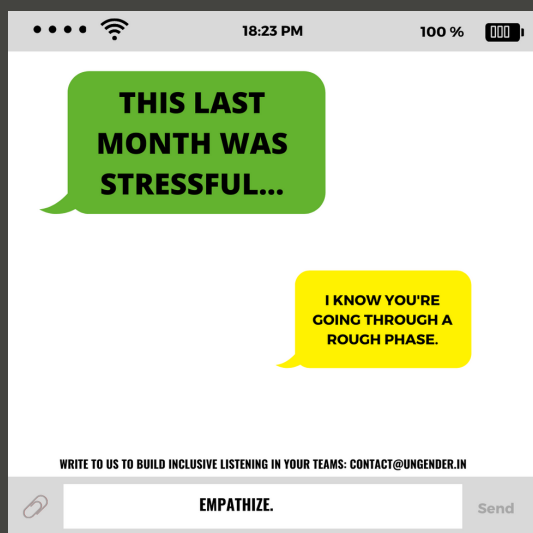 18:23 PM 100 %
THIS LAST
MONTH WAS
STRESSFUL...
I KNOW YOU'RE
GOING THROUGH A
ROUGH PHASE.
WRITE TO US TO BUILD INCLUSIVE LISTENING IN YOUR TEAMS: CONTACT@UNGENDER.IN
EMPATHIZE.
Send